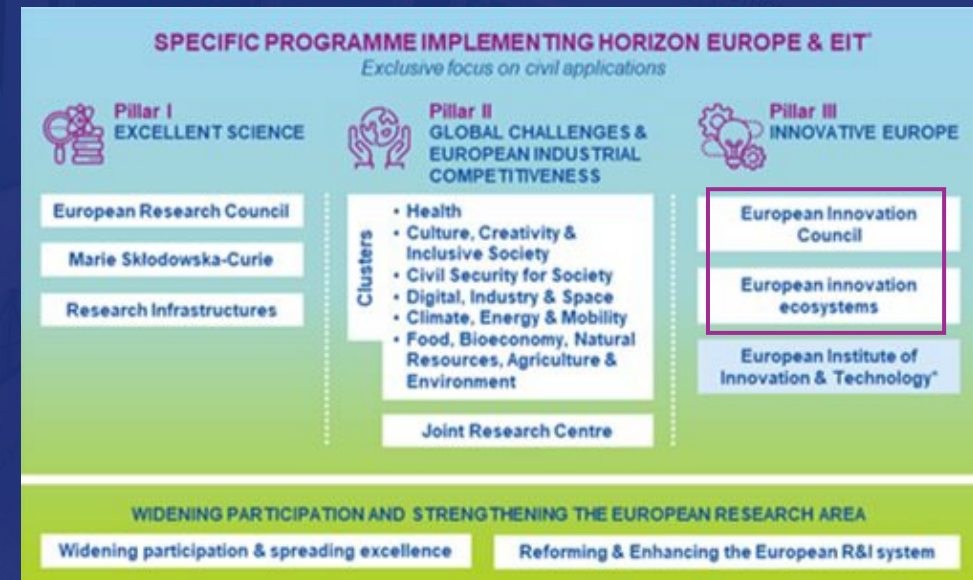 SPECIFIC PROGRAMME IMPLEMENTING HORIZON EUROPE & EIT*
Exclusive focus on civil applications
Pillar I
EXCELLENT SCIENCE
European Research Council
Marie Skłodowska-Curie
Research Infrastructures
Pillar II
GLOBAL CHALLENGES &
EUROPEAN INDUSTRIAL
COMPETITIVENESS
Clusters
• Health
• Culture, Creativity &
Inclusive Society
• Civil Security for Society
• Digital, Industry & Space
• Climate, Energy & Mobility
• Food, Bioeconomy, Natural
Resources, Agriculture &
Environment
Joint Research Centre
Pillar III
INNOVATIVE EUROPE
European Innovation
Council
European innovation
ecosystems
European Institute of
Innovation & Technology*
WIDENING PARTICIPATION AND STRENGTHENING THE EUROPEAN RESEARCH AREA
Widening participation & spreading excellence
Reforming & Enhancing the European R&I system